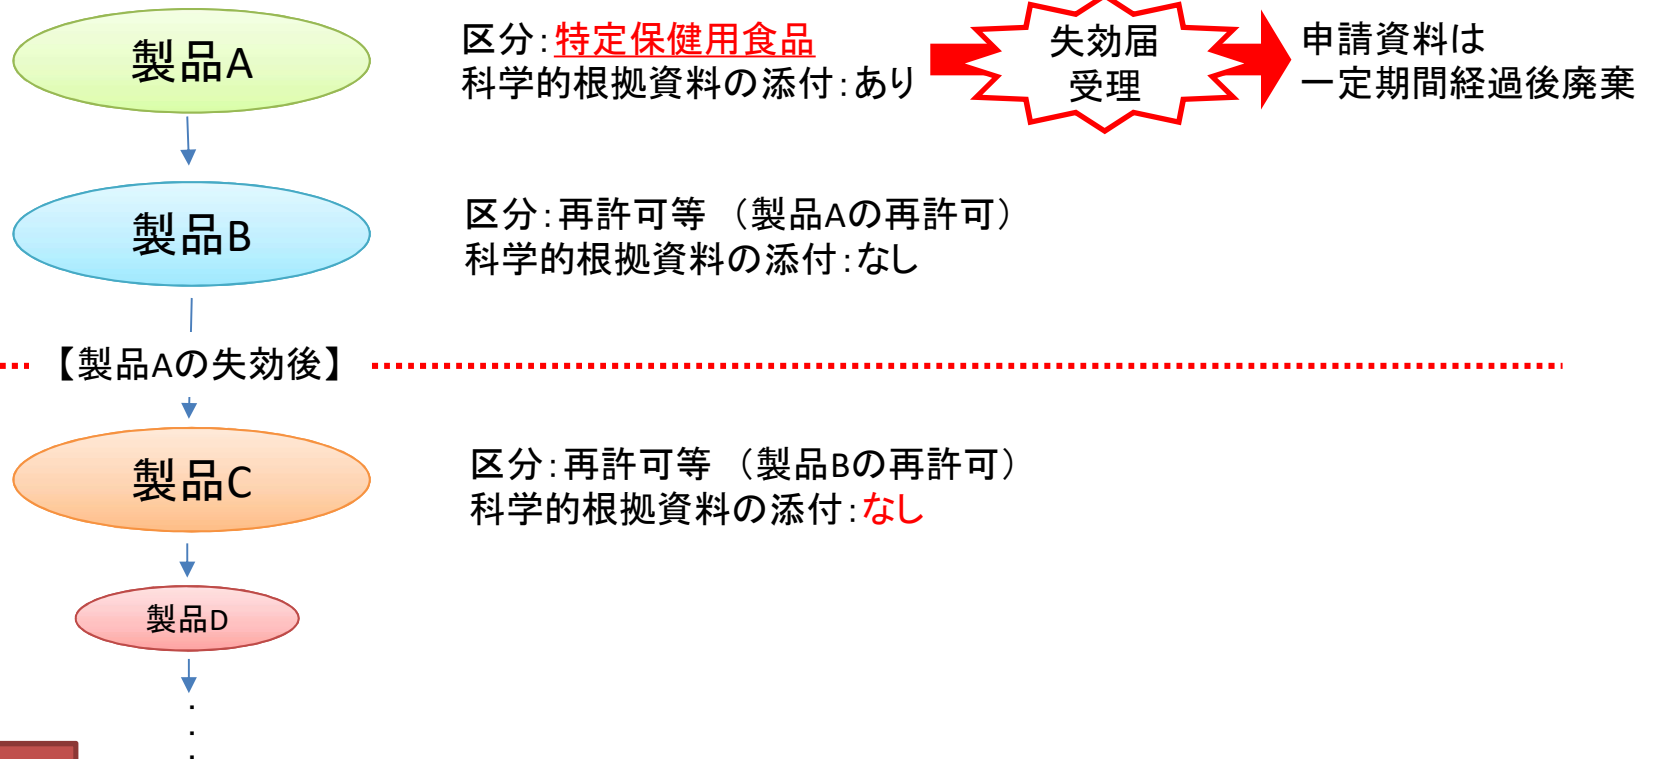 製品A
区分：特定保健用食品
科学的根拠資料の添付：あり
失効届
受理
申請資料は
一定期間経過後廃棄
製品B
区分：再許可等 （製品Aの再許可）
科学的根拠資料の添付：なし
【製品Aの失効後】
製品C
区分：再許可等 （製品Bの再許可）
科学的根拠資料の添付：なし
製品D